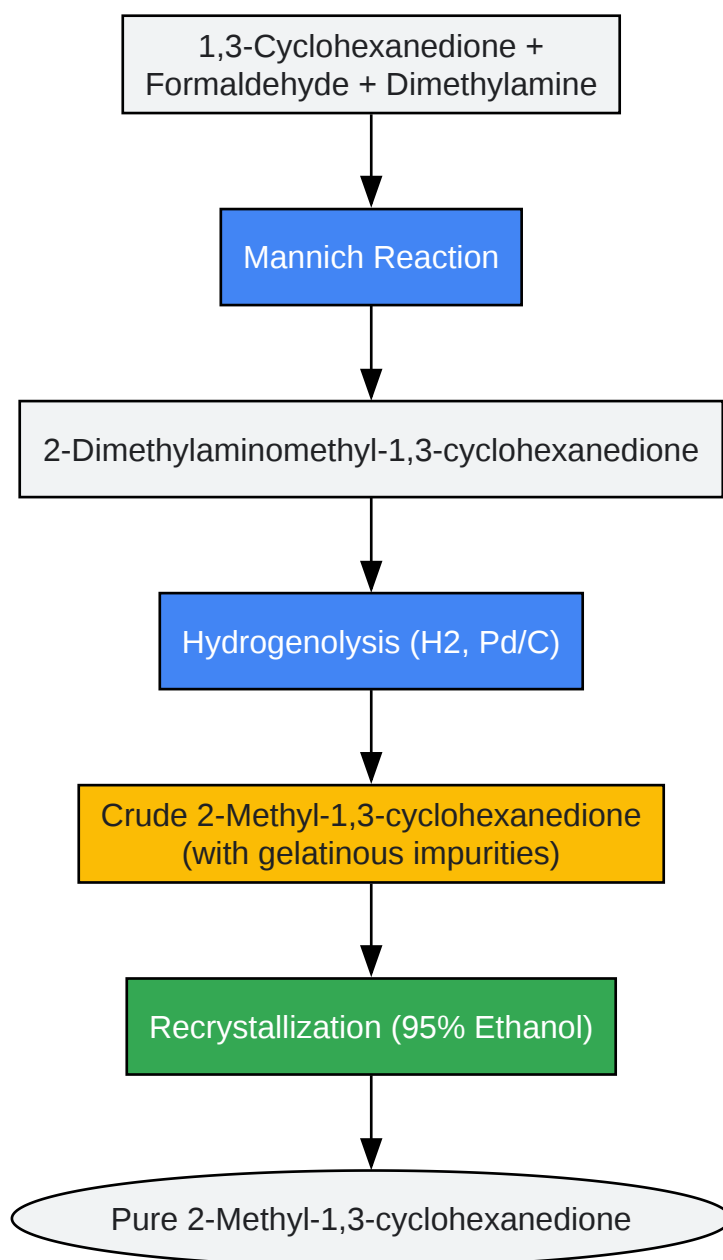 1,3-Cyclohexanedione +
Formaldehyde + Dimethylamine
Mannich Reaction
2-Dimethylaminomethyl-1,3-cyclohexanedione
Hydrogenolysis (H2, Pd/C)
Crude 2-Methyl-1,3-cyclohexanedione
(with gelatinous impurities)
Recrystallization (95% Ethanol)
Pure 2-Methyl-1,3-cyclohexanedione